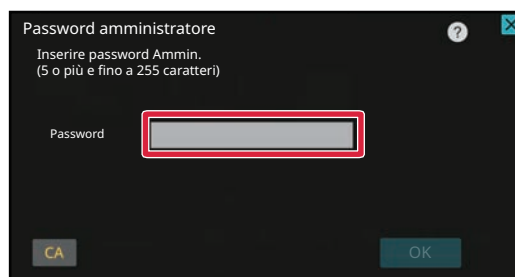 Password amministratore
?
Inserire password Ammin.
(5 o più e fino a 255 caratteri)
Password
CA
OK